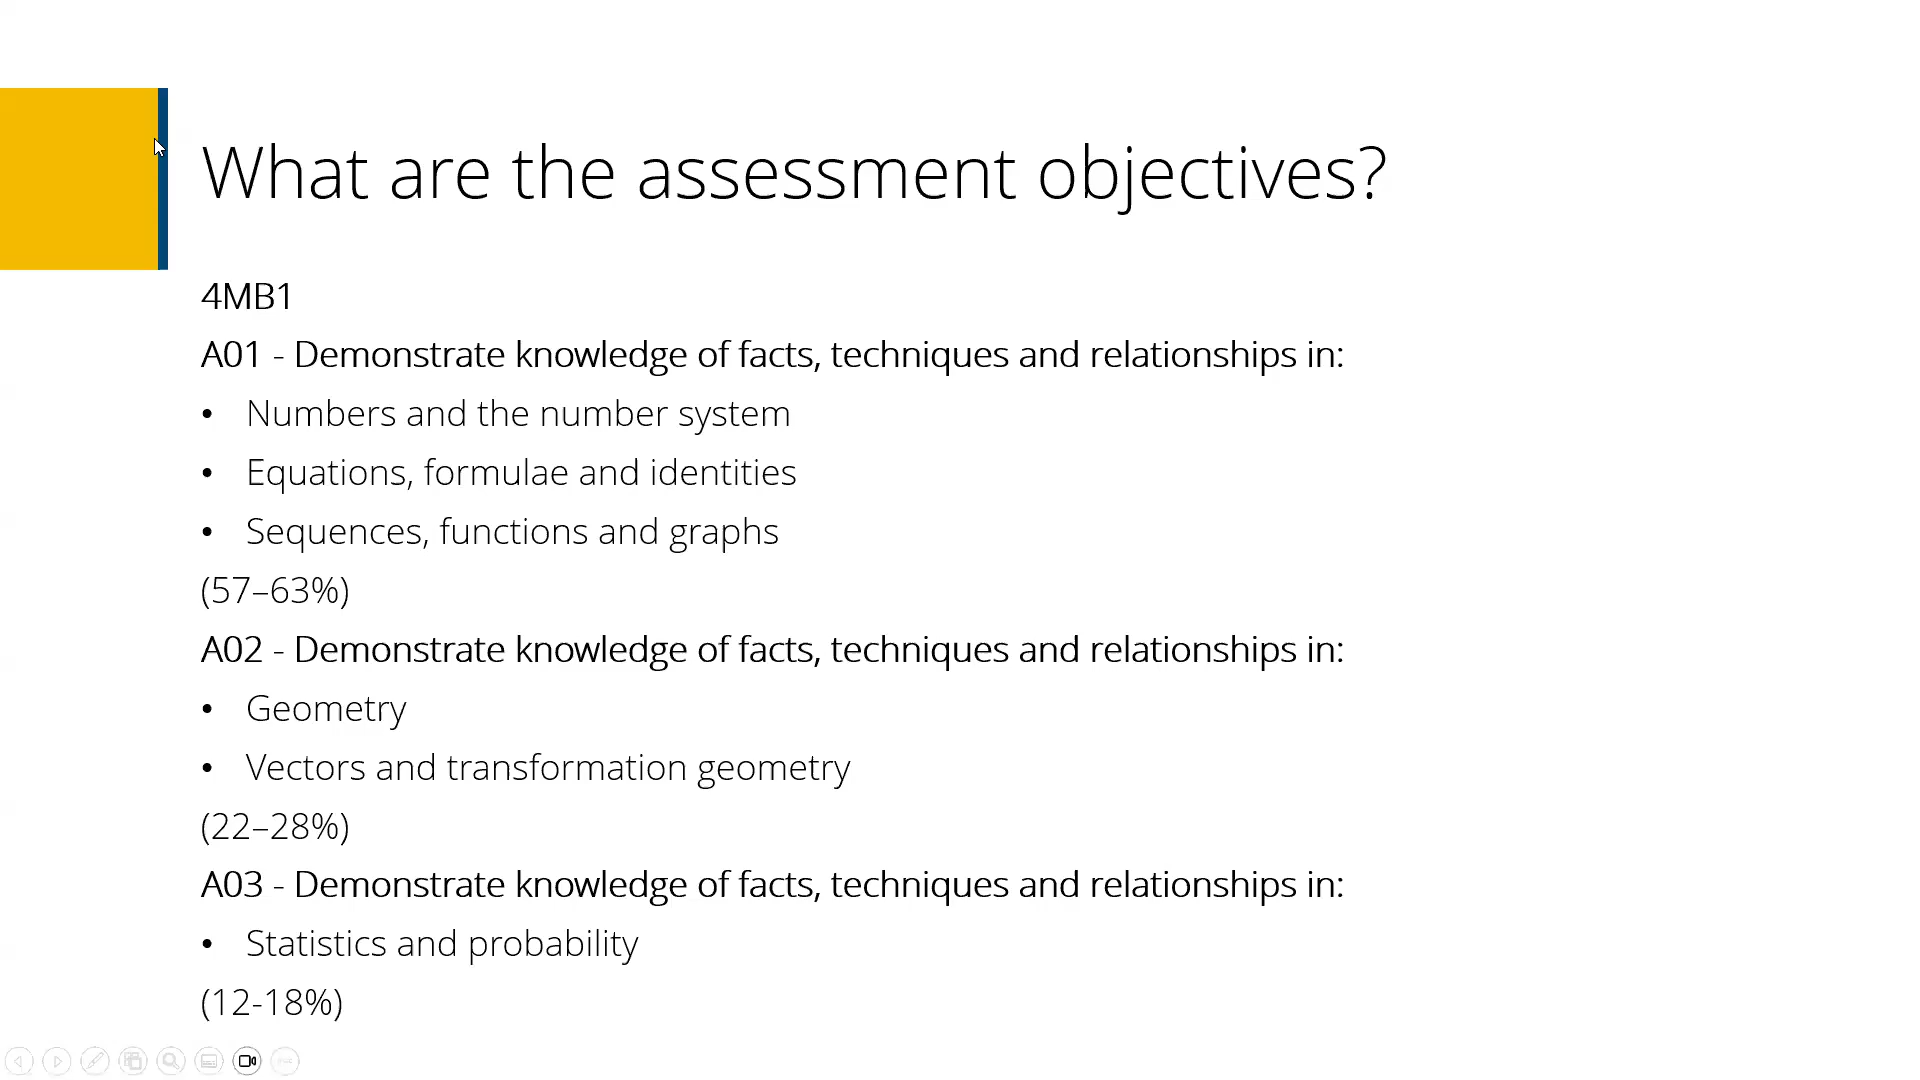 What are the assessment objectives?
4MB1
A01 - Demonstrate knowledge of facts, techniques and relationships in:
• Numbers and the number system
• Equations, formulae and identities
• Sequences, functions and graphs
(57–63%)
A02 - Demonstrate knowledge of facts, techniques and relationships in:
• Geometry
• Vectors and transformation geometry
(22–28%)
A03 - Demonstrate knowledge of facts, techniques and relationships in:
• Statistics and probability
(12-18%)